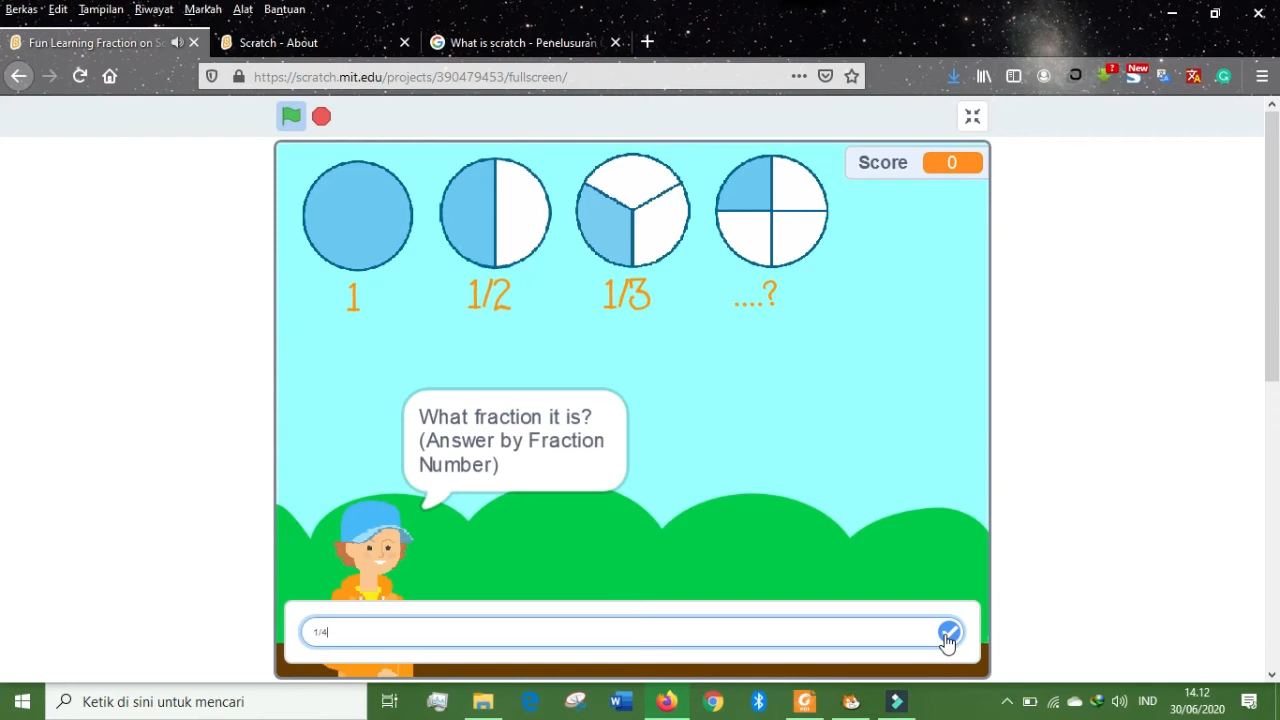 Berkas Edit Tampilan Riwayat Markah Alat Bantuan
Fun Learning Fraction on Sc
Scratch - About
What is scratch - Penelusuran
https://scratch.mit.edu/projects/390479453/fullscreen/
New
Score 0
1 1/2 1/3 ....?
What fraction it is?
(Answer by Fraction
Number)
1/4
Ketik di sini untuk mencari
IND
14.12
30/06/2020